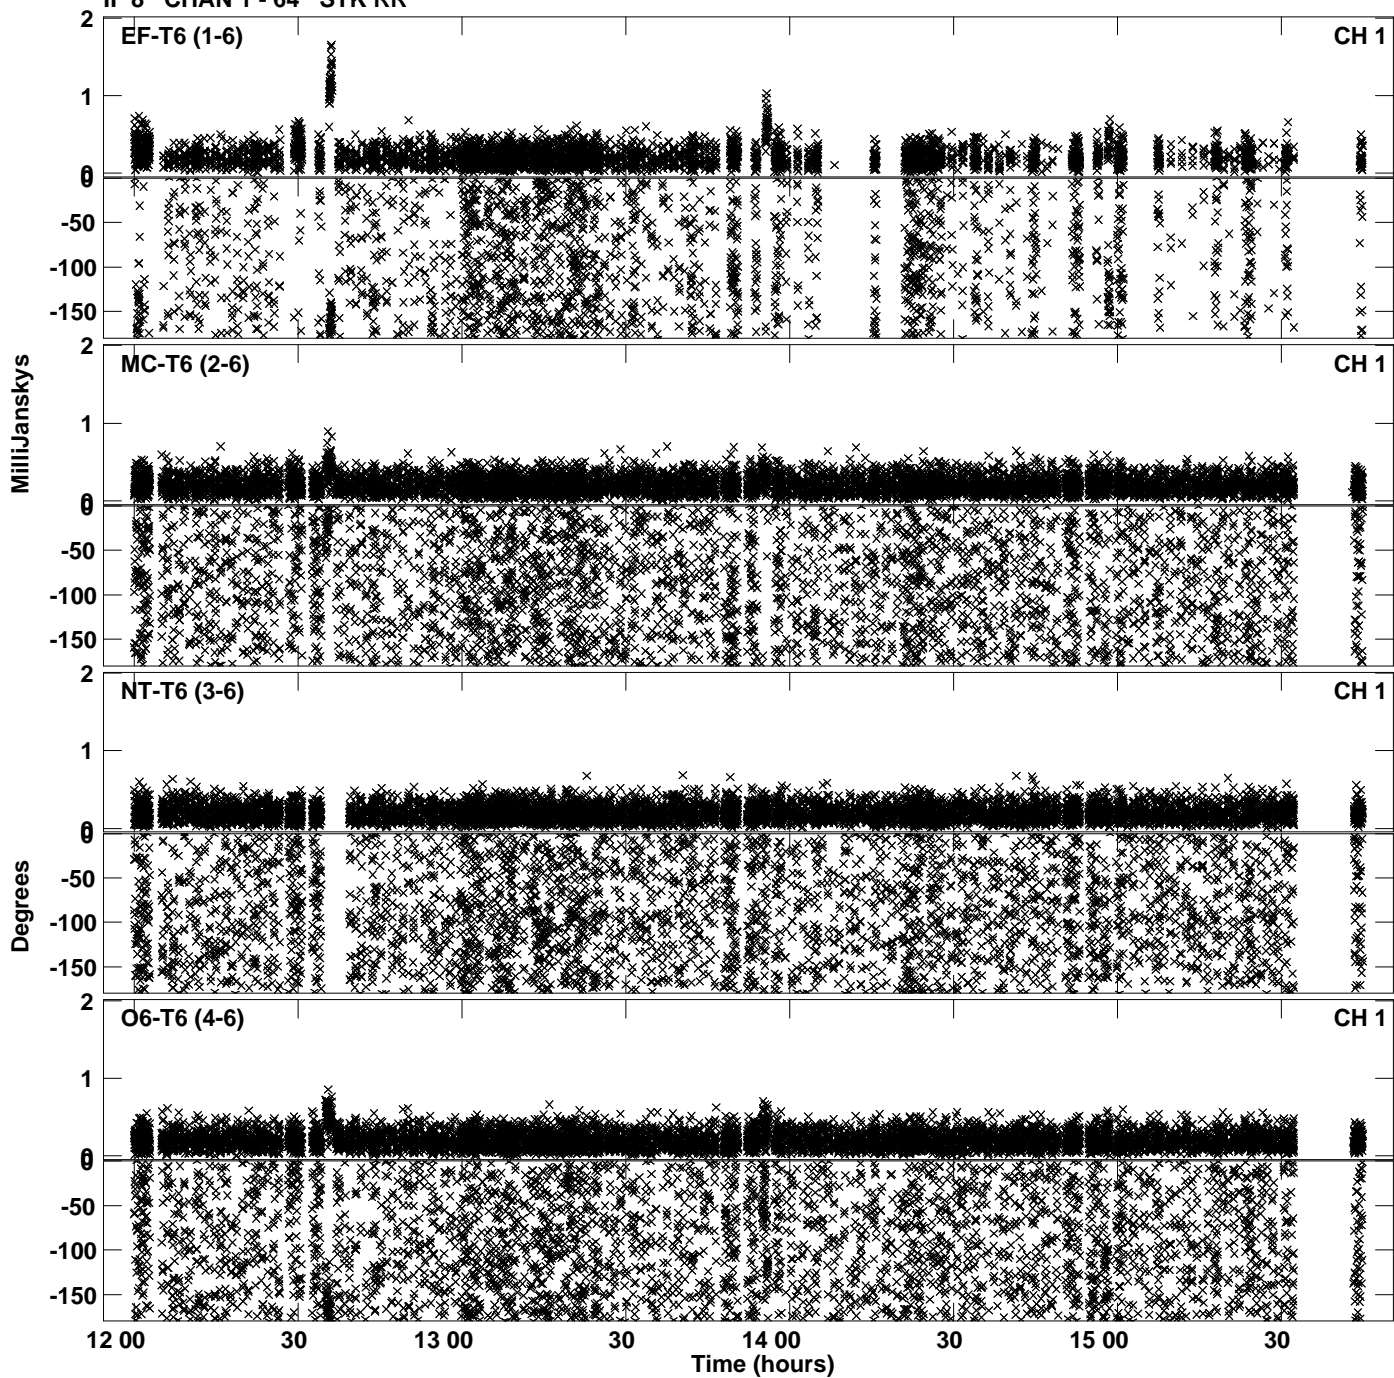 IF 8 CHAN 1 - 64 STK RR
2
EF-T6 (1-6)
CH 1
1
0
0
-50
-100
-150
2
MC-T6 (2-6)
CH 1
1
0
0
-50
-100
-150
MilliJanskys
2
NT-T6 (3-6)
CH 1
1
0
0
-50
-100
-150
Degrees
2
O6-T6 (4-6)
CH 1
1
0
0
-50
-100
-150
12 00 30 13 00 30 14 00 30 15 00 30
Time (hours)